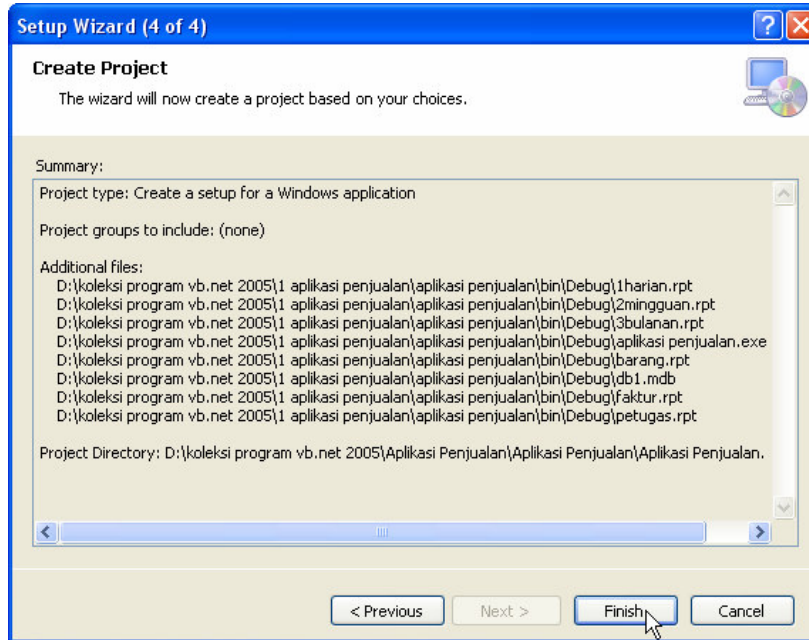 Setup Wizard (4 of 4)
Create Project
The wizard will now create a project based on your choices.
Summary:
Project type: Create a setup for a Windows application
Project groups to include: (none)
Additional files:
D:\koleksi program vb.net 2005\1 aplikasi penjualan\aplikasi penjualan\bin\Debug\1harian.rpt
D:\koleksi program vb.net 2005\1 aplikasi penjualan\aplikasi penjualan\bin\Debug\2mingguan.rpt
D:\koleksi program vb.net 2005\1 aplikasi penjualan\aplikasi penjualan\bin\Debug\3bulanan.rpt
D:\koleksi program vb.net 2005\1 aplikasi penjualan\aplikasi penjualan\bin\Debug\aplikasi penjualan.exe
D:\koleksi program vb.net 2005\1 aplikasi penjualan\aplikasi penjualan\bin\Debug\barang.rpt
D:\koleksi program vb.net 2005\1 aplikasi penjualan\aplikasi penjualan\bin\Debug\db1.mdb
D:\koleksi program vb.net 2005\1 aplikasi penjualan\aplikasi penjualan\bin\Debug\faktur.rpt
D:\koleksi program vb.net 2005\1 aplikasi penjualan\aplikasi penjualan\bin\Debug\petugas.rpt
Project Directory: D:\koleksi program vb.net 2005\Aplikasi Penjualan\Aplikasi Penjualan\Aplikasi Penjualan.
< Previous Next > Finish Cancel